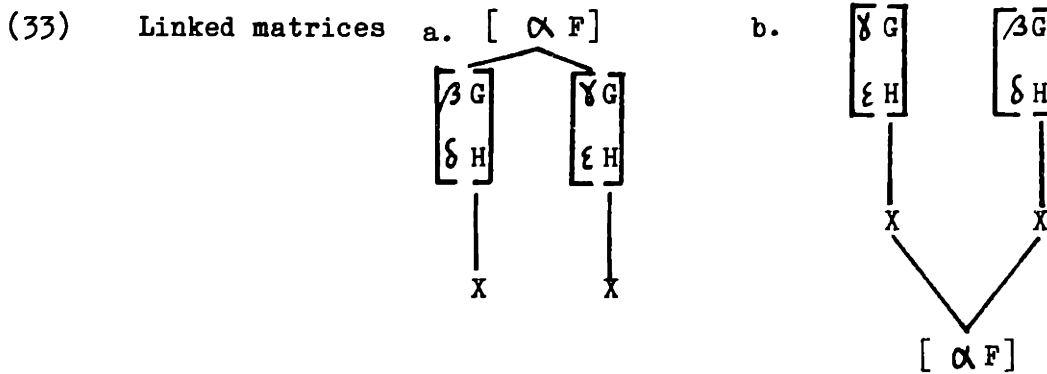 (33) Linked matrices a. [ α F] b.
[β G [γ G [γ G [β G
δ H] ε H] ε H] δ H]
X X
X X
[ α F]